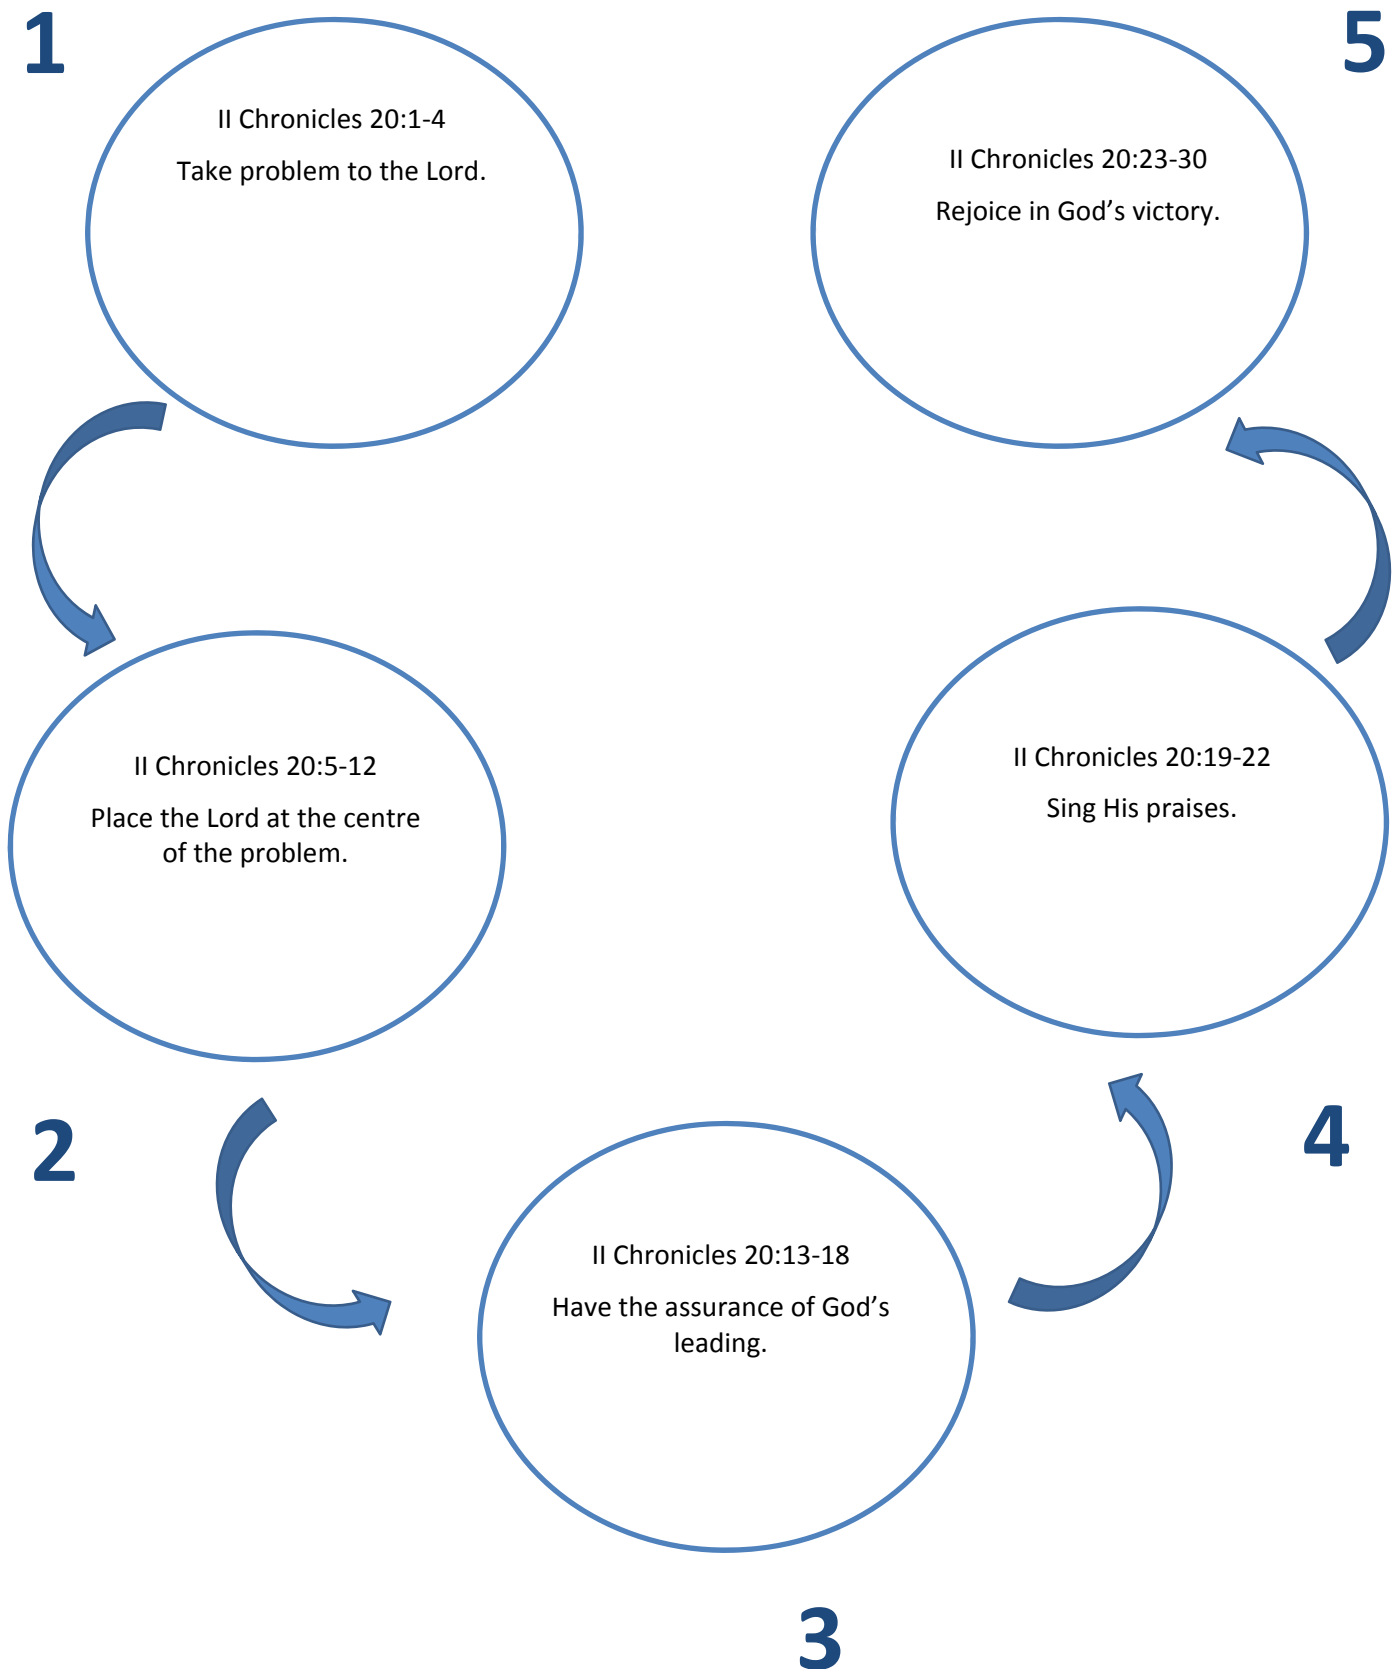 1
II Chronicles 20:1-4
Take problem to the Lord.
2
II Chronicles 20:5-12
Place the Lord at the centre
of the problem.
3
II Chronicles 20:13-18
Have the assurance of God’s
leading.
4
II Chronicles 20:19-22
Sing His praises.
5
II Chronicles 20:23-30
Rejoice in God’s victory.